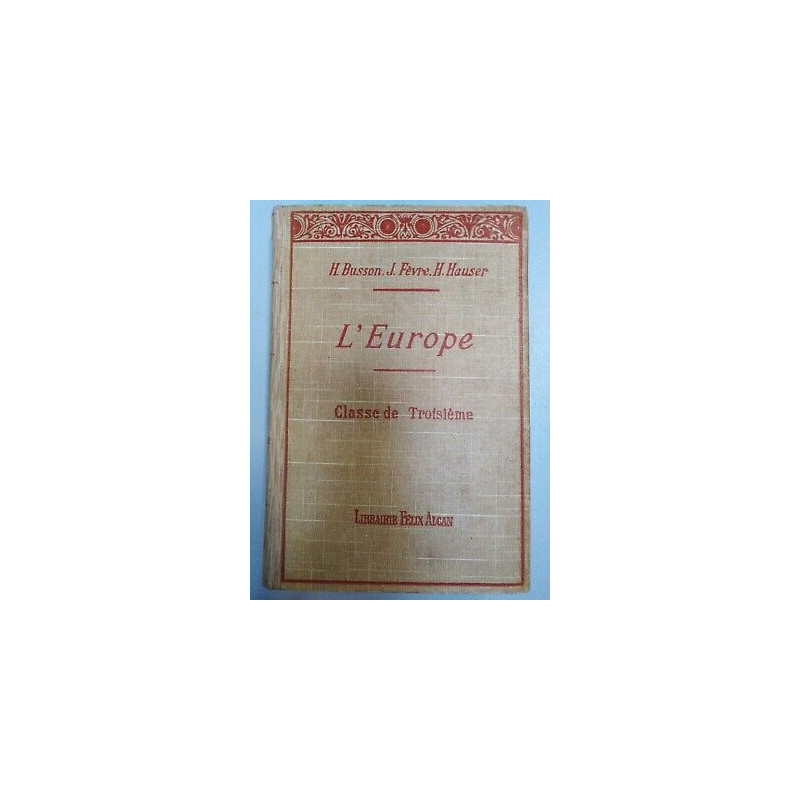 H. Busson. J. Fèvre. H. Hauser
L'Europe
Classe de Troisième
LIBRAIRIE FÉLIX ALCAN